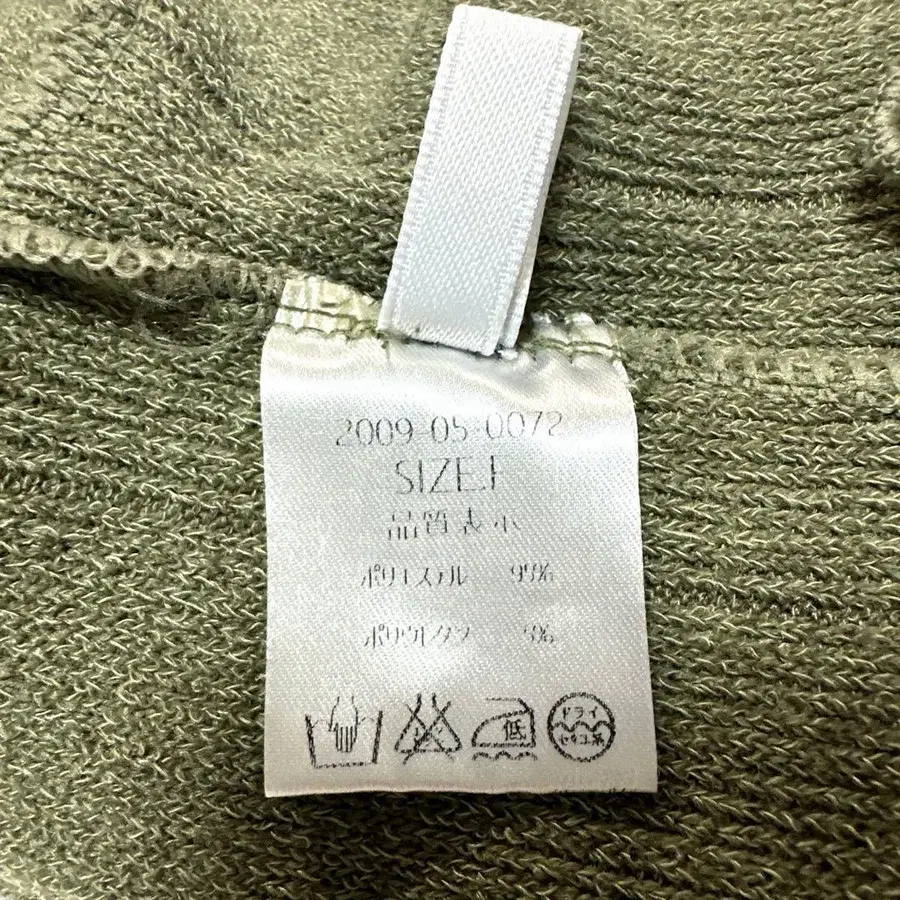 2009-05-0072
SIZE.F
品質表示
ポリエステル 95%
ポリウレタン 5%
低
ドライ
セキユ系